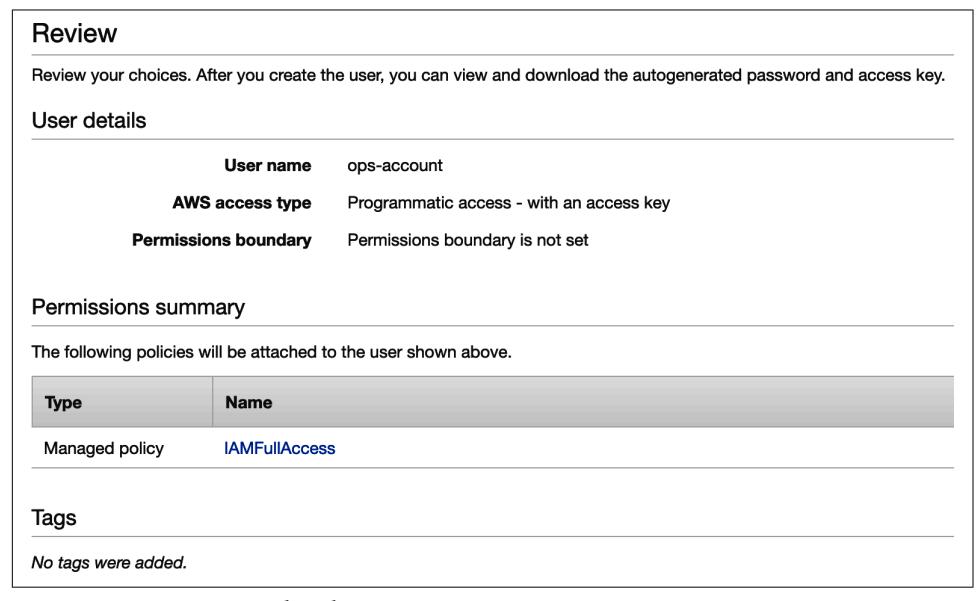 Review
Review your choices. After you create the user, you can view and download the autogenerated password and access key.
User details
User name ops-account
AWS access type Programmatic access - with an access key
Permissions boundary Permissions boundary is not set
Permissions summary
The following policies will be attached to the user shown above.
Type Name
Managed policy IAMFullAccess
Tags
No tags were added.